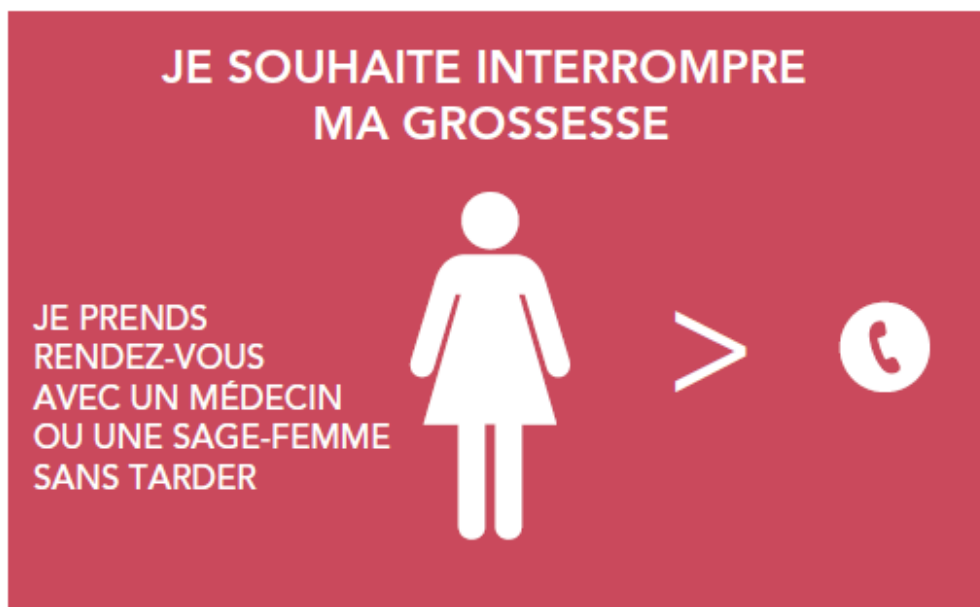 JE SOUHAITE INTERROMPRE
MA GROSSESSE
JE PRENDS
RENDEZ-VOUS
AVEC UN MÉDECIN
OU UNE SAGE-FEMME
SANS TARDER
>